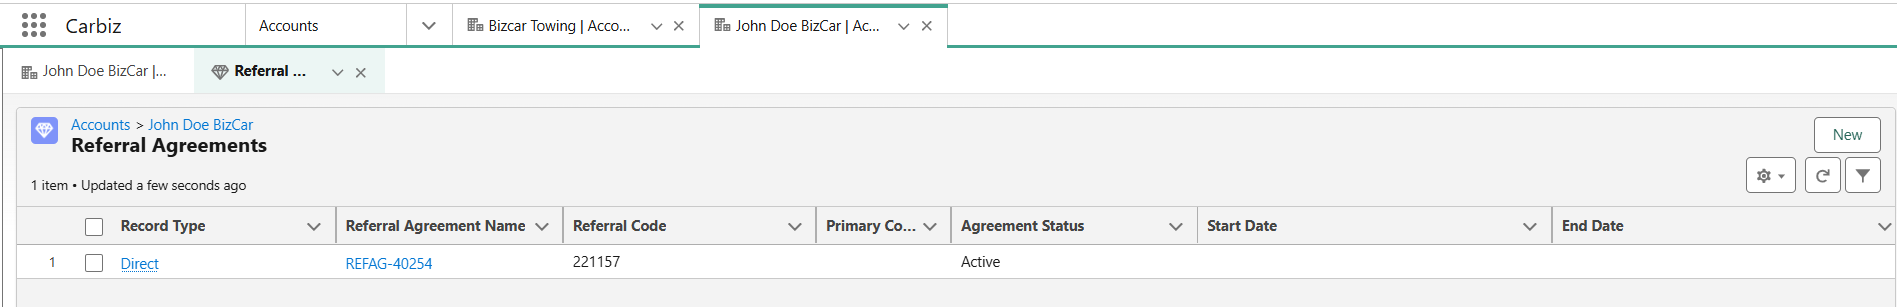 Carbiz
Accounts
Bizcar Towing | Acco...
John Doe BizCar | Ac...
John Doe BizCar |...
Referral ...
Accounts > John Doe BizCar
Referral Agreements
New
1 item • Updated a few seconds ago
Record Type Referral Agreement Name Referral Code Primary Co... Agreement Status Start Date End Date
1 Direct REFAG-40254 221157 Active